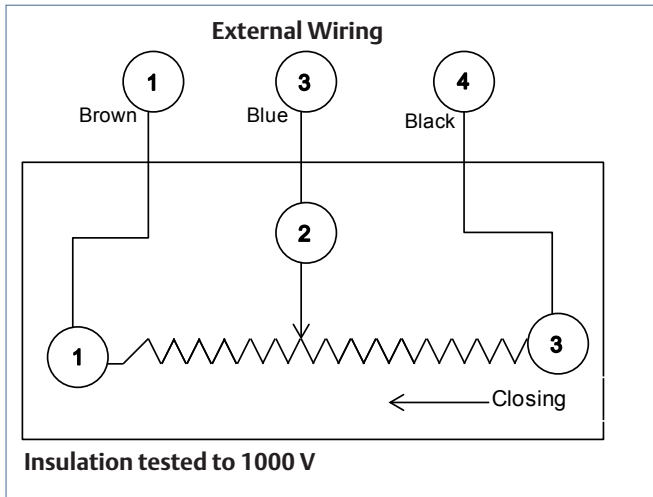 External Wiring
1 3 4
Brown Blue Black
2
1 3
Closing
Insulation tested to 1000 V